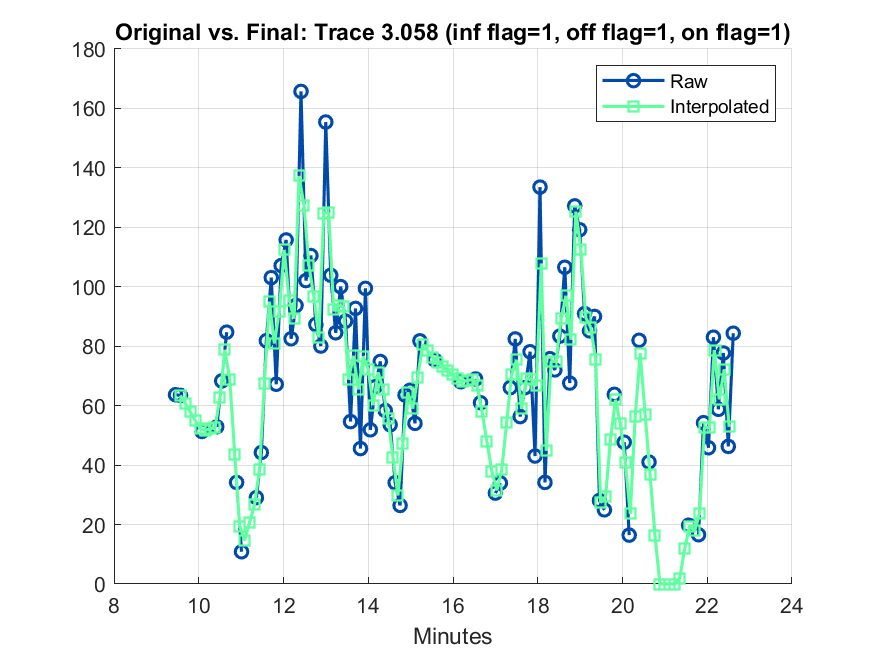 Original vs. Final: Trace 3.058 (inf flag=1, off flag=1, on flag=1)
180
160
140
120
100
80
60
40
20
0
Raw
Interpolated
8 10 12 14 16 18 20 22 24
Minutes